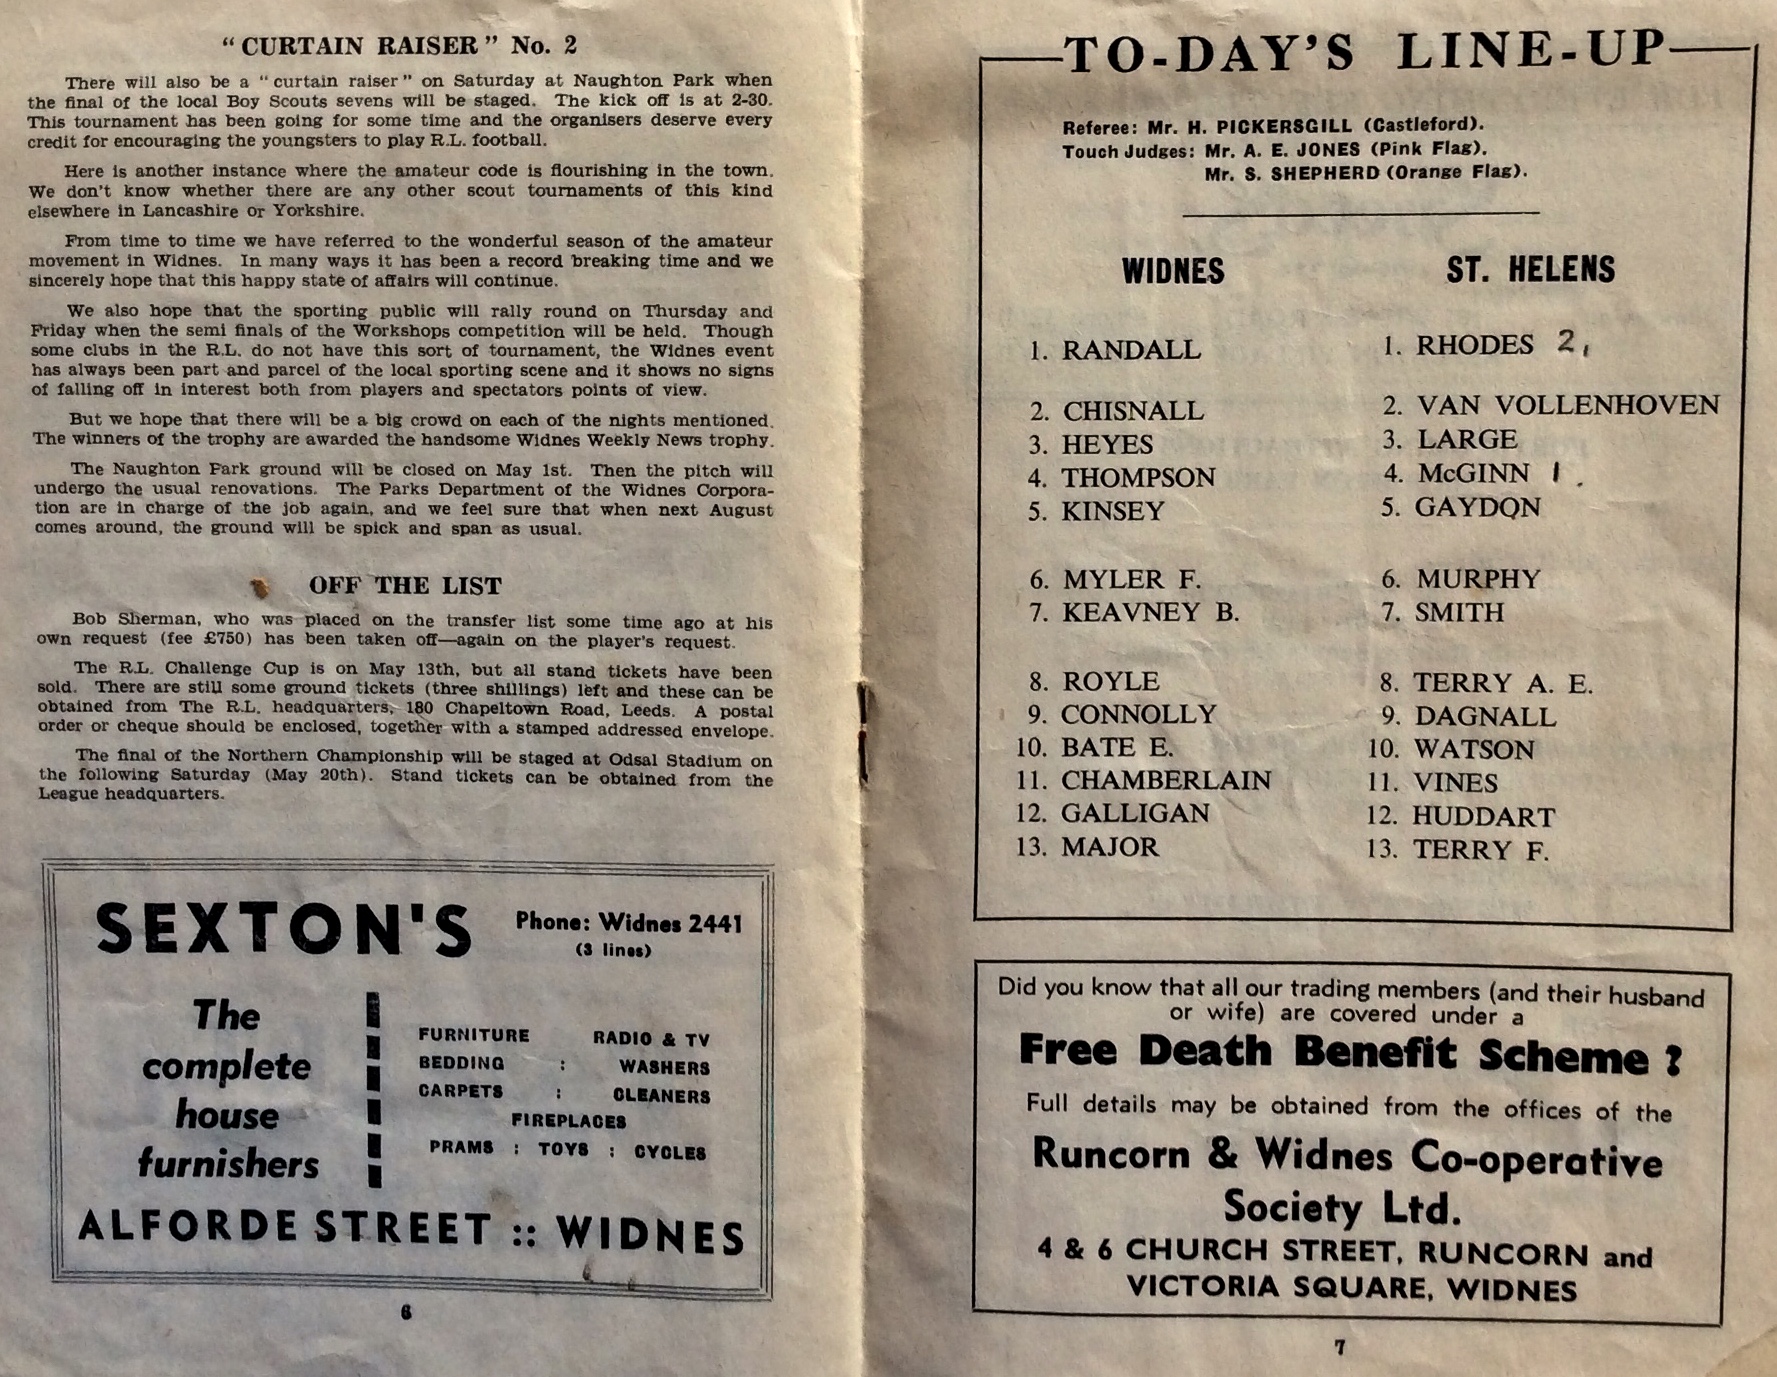 "CURTAIN RAISER" No. 2
There will also be a "curtain raiser" on Saturday at Naughton Park when
the final of the local Boy Scouts sevens will be staged. The kick off is at 2-30.
This tournament has been going for some time and the organisers deserve every
credit for encouraging the youngsters to play R.L. football.
Here is another instance where the amateur code is flourishing in the town.
We don't know whether there are any other scout tournaments of this kind
elsewhere in Lancashire or Yorkshire.
From time to time we have referred to the wonderful season of the amateur
movement in Widnes. In many ways it has been a record breaking time and we
sincerely hope that this happy state of affairs will continue.
We also hope that the sporting public will rally round on Thursday and
Friday when the semi finals of the Workshops competition will be held. Though
some clubs in the R.L. do not have this sort of tournament, the Widnes event
has always been part and parcel of the local sporting scene and it shows no signs
of falling off in interest both from players and spectators points of view.
But we hope that there will be a big crowd on each of the nights mentioned.
The winners of the trophy are awarded the handsome Widnes Weekly News trophy.
The Naughton Park ground will be closed on May 1st. Then the pitch will
undergo the usual renovations. The Parks Department of the Widnes Corpora-
tion are in charge of the job again, and we feel sure that when next August
comes around, the ground will be spick and span as usual.
OFF THE LIST
Bob Sherman, who was placed on the transfer list some time ago at his
own request (fee £750) has been taken off—again on the player's request.
The R.L. Challenge Cup is on May 13th, but all stand tickets have been
sold. There are still some ground tickets (three shillings) left and these can be
obtained from The R.L. headquarters, 180 Chapeltown Road, Leeds. A postal
order or cheque should be enclosed, together with a stamped addressed envelope.
The final of the Northern Championship will be staged at Odsal Stadium on
the following Saturday (May 20th). Stand tickets can be obtained from the
League headquarters.
SEXTON'S
Phone: Widnes 2441
(3 lines)
The
complete
house
furnishers
FURNITURE RADIO & TV
BEDDING : WASHERS
CARPETS : CLEANERS
FIREPLACES
PRAMS : TOYS : CYCLES
ALFORDE STREET :: WIDNES
6
TO-DAY'S LINE-UP
Referee: Mr. H. PICKERSGILL (Castleford).
Touch Judges: Mr. A. E. JONES (Pink Flag).
Mr. S. SHEPHERD (Orange Flag).
WIDNES
1. RANDALL
2. CHISNALL
3. HEYES
4. THOMPSON
5. KINSEY
6. MYLER F.
7. KEAVNEY B.
8. ROYLE
9. CONNOLLY
10. BATE E.
11. CHAMBERLAIN
12. GALLIGAN
13. MAJOR
ST. HELENS
1. RHODES 2,
2. VAN VOLLENHOVEN
3. LARGE
4. McGINN 1.
5. GAYDON
6. MURPHY
7. SMITH
8. TERRY A. E.
9. DAGNALL
10. WATSON
11. VINES
12. HUDDART
13. TERRY F.
Did you know that all our trading members (and their husband
or wife) are covered under a
Free Death Benefit Scheme ?
Full details may be obtained from the offices of the
Runcorn & Widnes Co-operative
Society Ltd.
4 & 6 CHURCH STREET, RUNCORN and
VICTORIA SQUARE, WIDNES
7